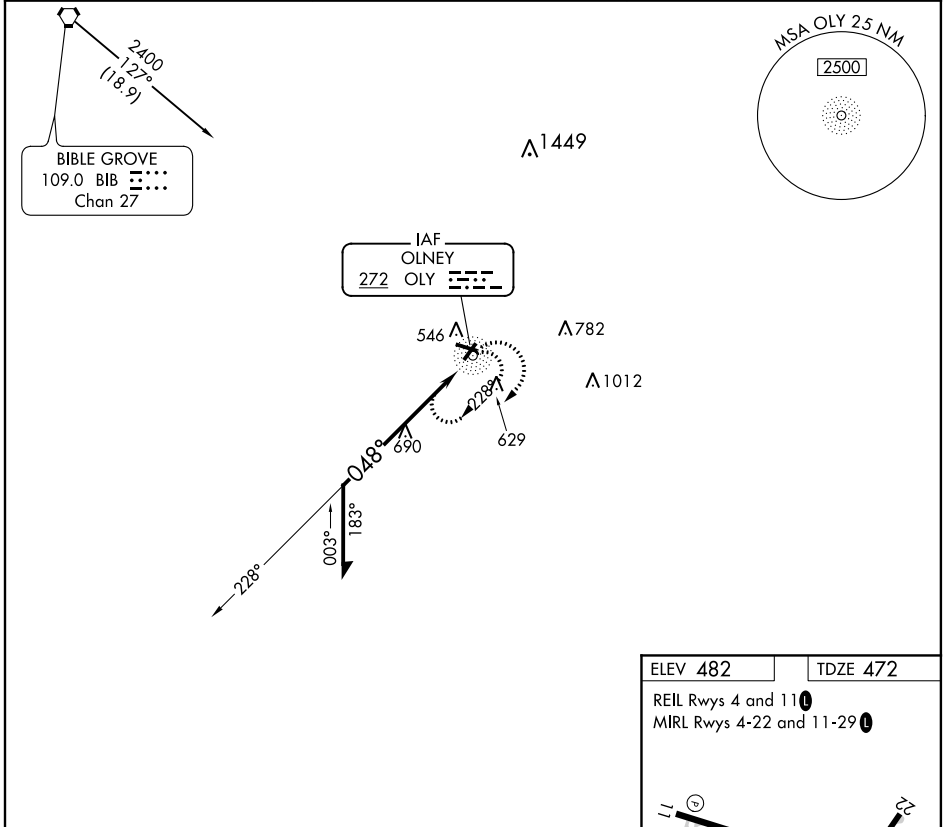 2400
127°
(18.9)
BIBLE GROVE
109.0 BIB
Chan 27
MSA OLY 25 NM
2500
1449
IAF
OLNEY
272 OLY
546
782
1012
228°
629
690
048°
183°
003°
228°
ELEV 482
TDZE 472
REIL Rwys 4 and 11 L
MIRL Rwys 4-22 and 11-29 L
11
P
22